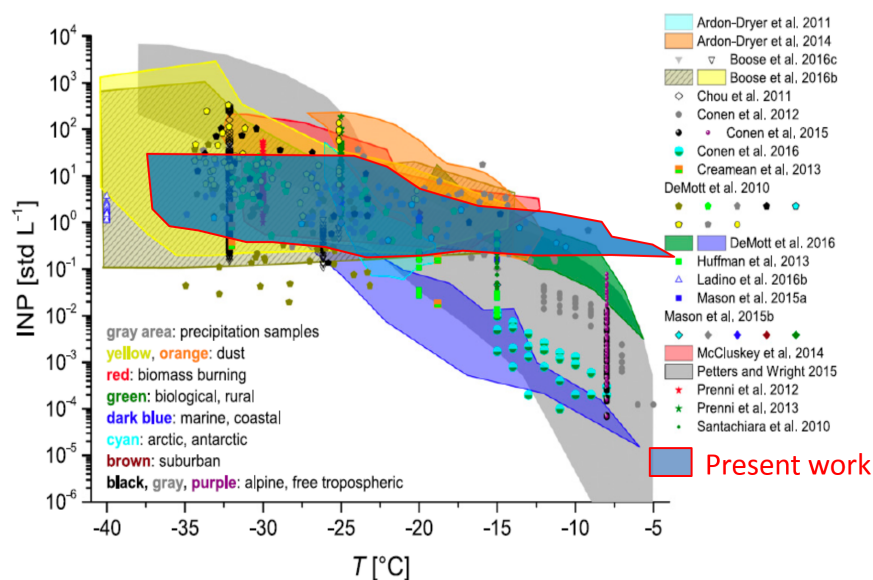 INP [std L⁻¹]
10⁴
10³
10²
10¹
10⁰
10⁻¹
10⁻²
10⁻³
10⁻⁴
10⁻⁵
10⁻⁶
gray area: precipitation samples
yellow, orange: dust
red: biomass burning
green: biological, rural
dark blue: marine, coastal
cyan: arctic, antarctic
brown: suburban
black, gray, purple: alpine, free tropospheric
-40 -35 -30 -25 -20 -15 -10 -5
T [°C]
Ardon-Dryer et al. 2011
Ardon-Dryer et al. 2014
Boose et al. 2016c
Boose et al. 2016b
Chou et al. 2011
Conen et al. 2012
Conen et al. 2015
Conen et al. 2016
Creamean et al. 2013
DeMott et al. 2010
DeMott et al. 2016
Huffman et al. 2013
Ladino et al. 2016b
Mason et al. 2015a
Mason et al. 2015b
McCluskey et al. 2014
Petters and Wright 2015
Prenni et al. 2012
Prenni et al. 2013
Santachiara et al. 2010
Present work